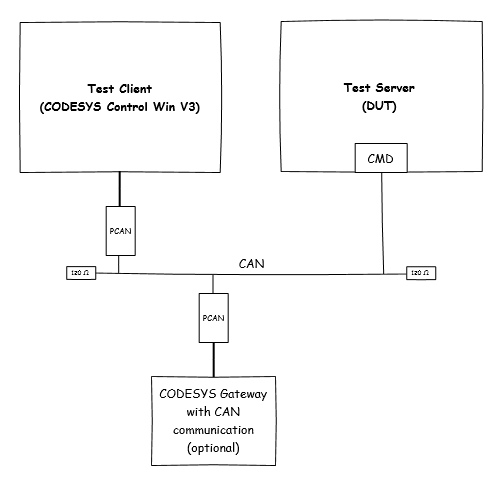 Test Client
(CODESYS Control Win V3)
Test Server
(DUT)
CMD
PCAN
CAN
120 Ω
120 Ω
PCAN
CODESYS Gateway
with CAN
communication
(optional)